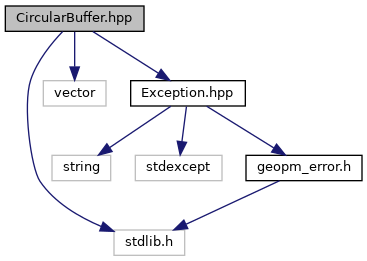 CircularBuffer.hpp
vector
Exception.hpp
string
stdexcept
geopm_error.h
stdlib.h